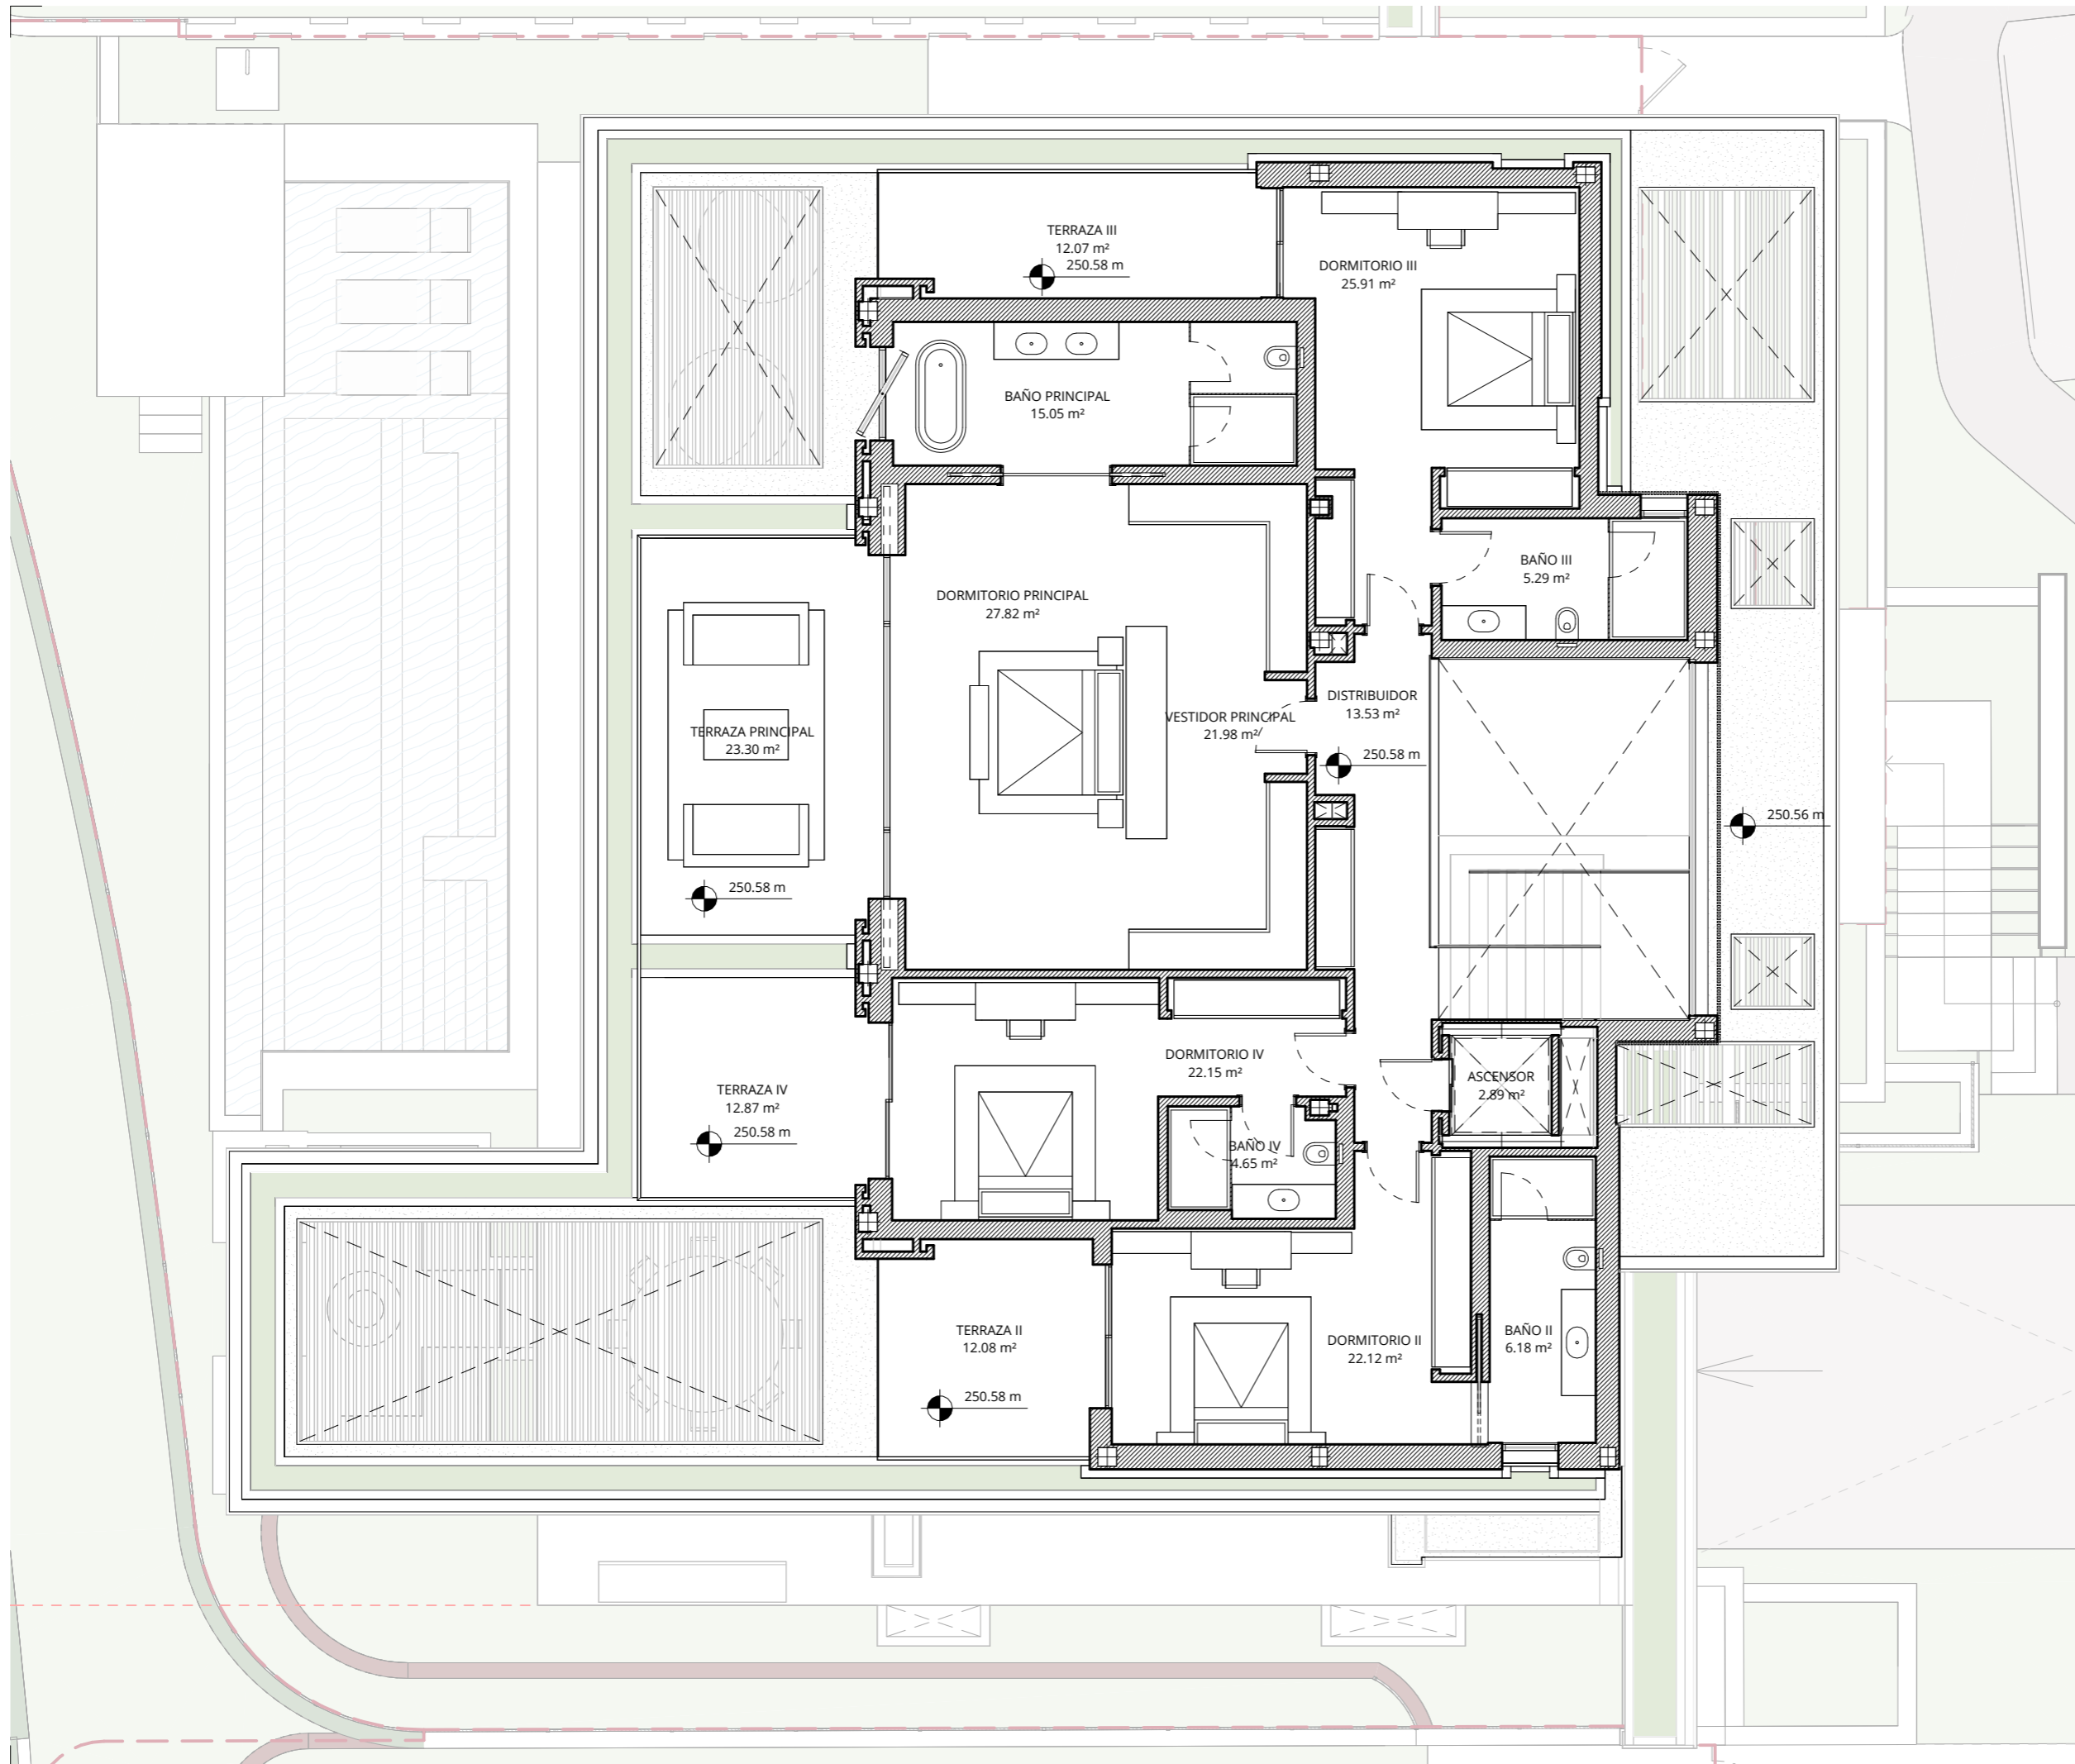 TERRAZA III
12.07 m²
250.58 m
DORMITORIO III
25.91 m²
BAÑO PRINCIPAL
15.05 m²
BAÑO III
5.29 m²
DORMITORIO PRINCIPAL
27.82 m²
DISTRIBUIDOR
13.53 m²
VESTIDOR PRINCIPAL
21.98 m²
TERRAZA PRINCIPAL
23.30 m²
250.58 m
250.56 m
250.58 m
DORMITORIO IV
22.15 m²
ASCENSOR
2.89 m²
TERRAZA IV
12.87 m²
250.58 m
BAÑO IV
4.65 m²
TERRAZA II
12.08 m²
DORMITORIO II
22.12 m²
BAÑO II
6.18 m²
250.58 m